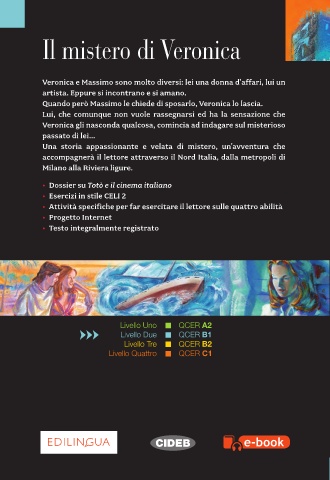 Il mistero di Veronica
Veronica e Massimo sono molto diversi: lei una donna d'affari, lui un
artista. Eppure si incontrano e si amano.
Quando però Massimo le chiede di sposarlo, Veronica lo lascia.
Lui, che comunque non vuole rassegnarsi ed ha la sensazione che
Veronica gli nasconda qualcosa, comincia ad indagare sul misterioso
passato di lei...
Una storia appassionante e velata di mistero, un'avventura che
accompagnerà il lettore attraverso il Nord Italia, dalla metropoli di
Milano alla Riviera ligure.
• Dossier su Totò e il cinema italiano
• Esercizi in stile CELI 2
• Attività specifiche per far esercitare il lettore sulle quattro abilità
• Progetto Internet
• Testo integralmente registrato
Livello Uno ■ QCER A2
Livello Due ■ QCER B1
Livello Tre ■ QCER B2
Livello Quattro ■ QCER C1
EDILINGUA CIDEB e-book